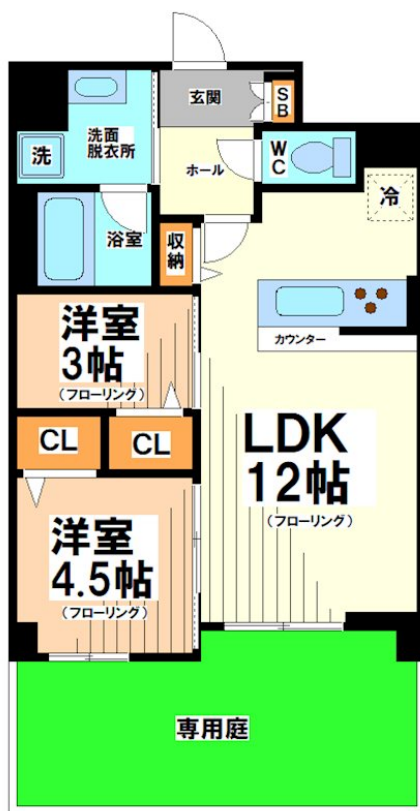 玄関
SB
洗面
脱衣所
洗
ホール
WC
冷
浴室
収納
カウンター
洋室
3帖
(フローリング)
CL
CL
LDK
12帖
(フローリング)
洋室
4.5帖
(フローリング)
専用庭